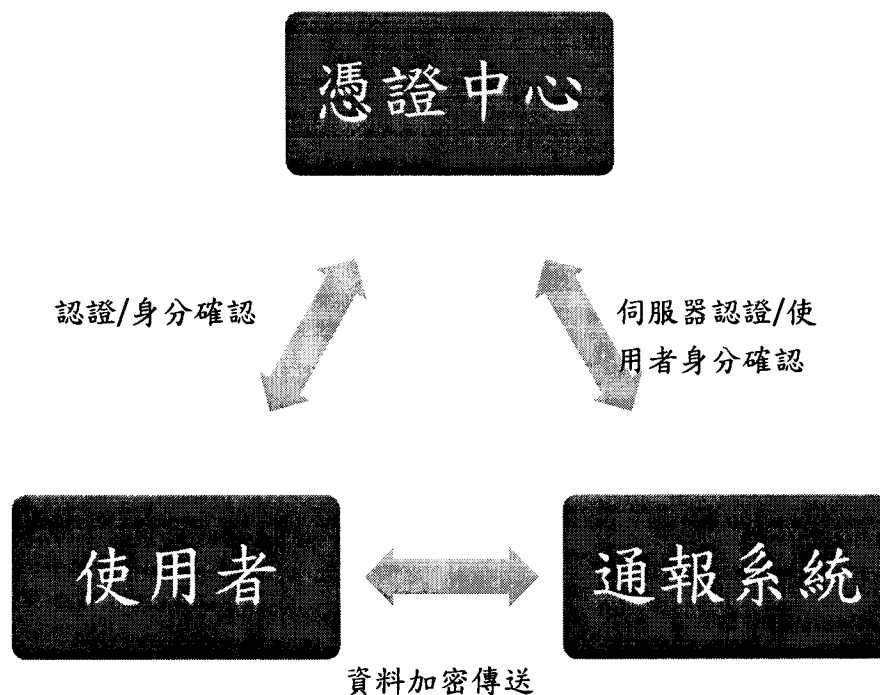 憑證中心
認證/身分確認
伺服器認證/使
用者身分確認
使用者
通報系統
資料加密傳送